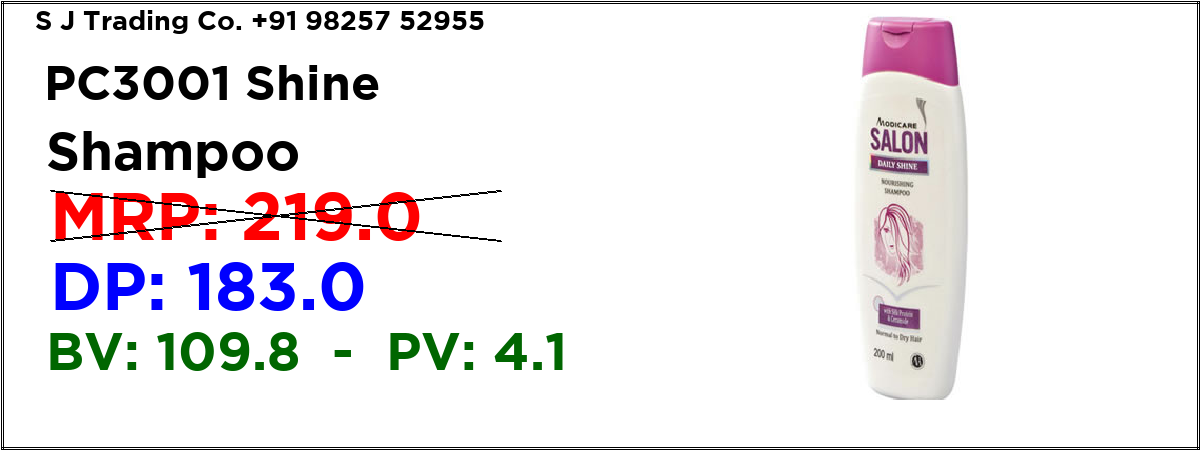 S J Trading Co. +91 98257 52955
PC3001 Shine
Shampoo
MRP: 219.0
DP: 183.0
BV: 109.8 - PV: 4.1
MODICARE
SALON
DAILY SHINE
NOURISHING
SHAMPOO
with Silk Protein
& Ceramide
Normal to Dry Hair
200 ml